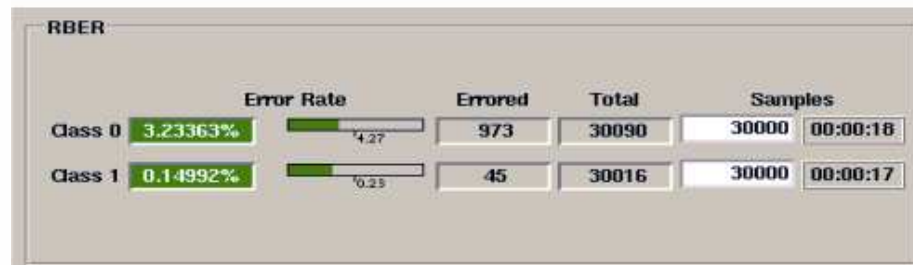 RBER
Error Rate Errored Total Samples
Class 0 3.23363% 4.27 973 30090 30000 00:00:18
Class 1 0.14992% 0.23 45 30016 30000 00:00:17